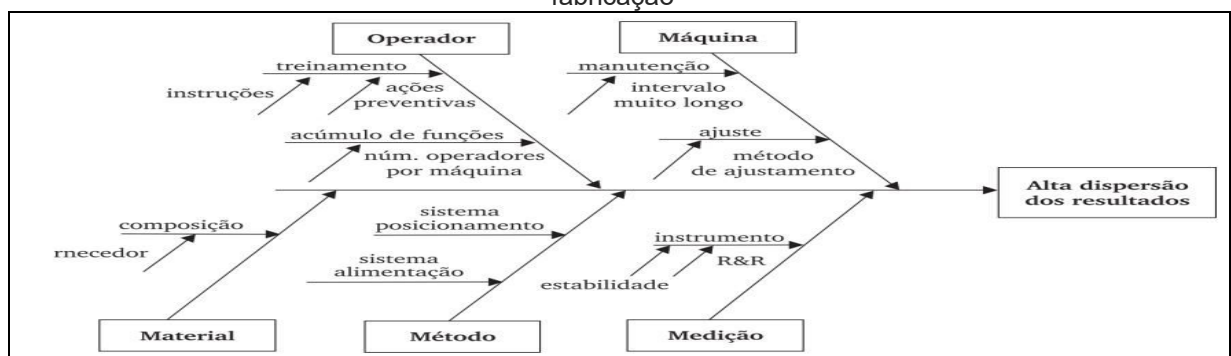 fabricação
Operador
Máquina
treinamento
manutenção
instruções
ações
preventivas
intervalo
muito longo
acúmulo de funções
ajuste
núm. operadores
por máquina
método
de ajustamento
Alta dispersão
dos resultados
composição
rnecedor
sistema
posicionamento
sistema
alimentação
instrumento
R&R
estabilidade
Material
Método
Medição